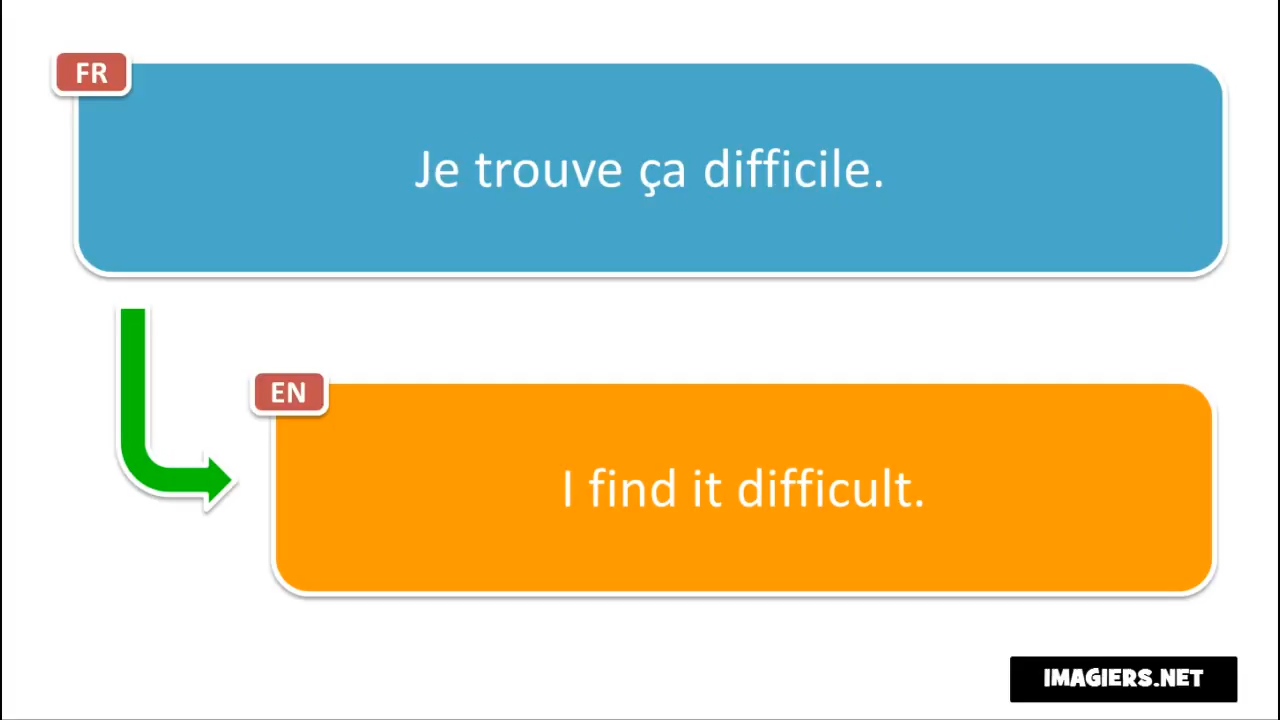 FR
Je trouve ça difficile.
EN
I find it difficult.
IMAGIERS.NET